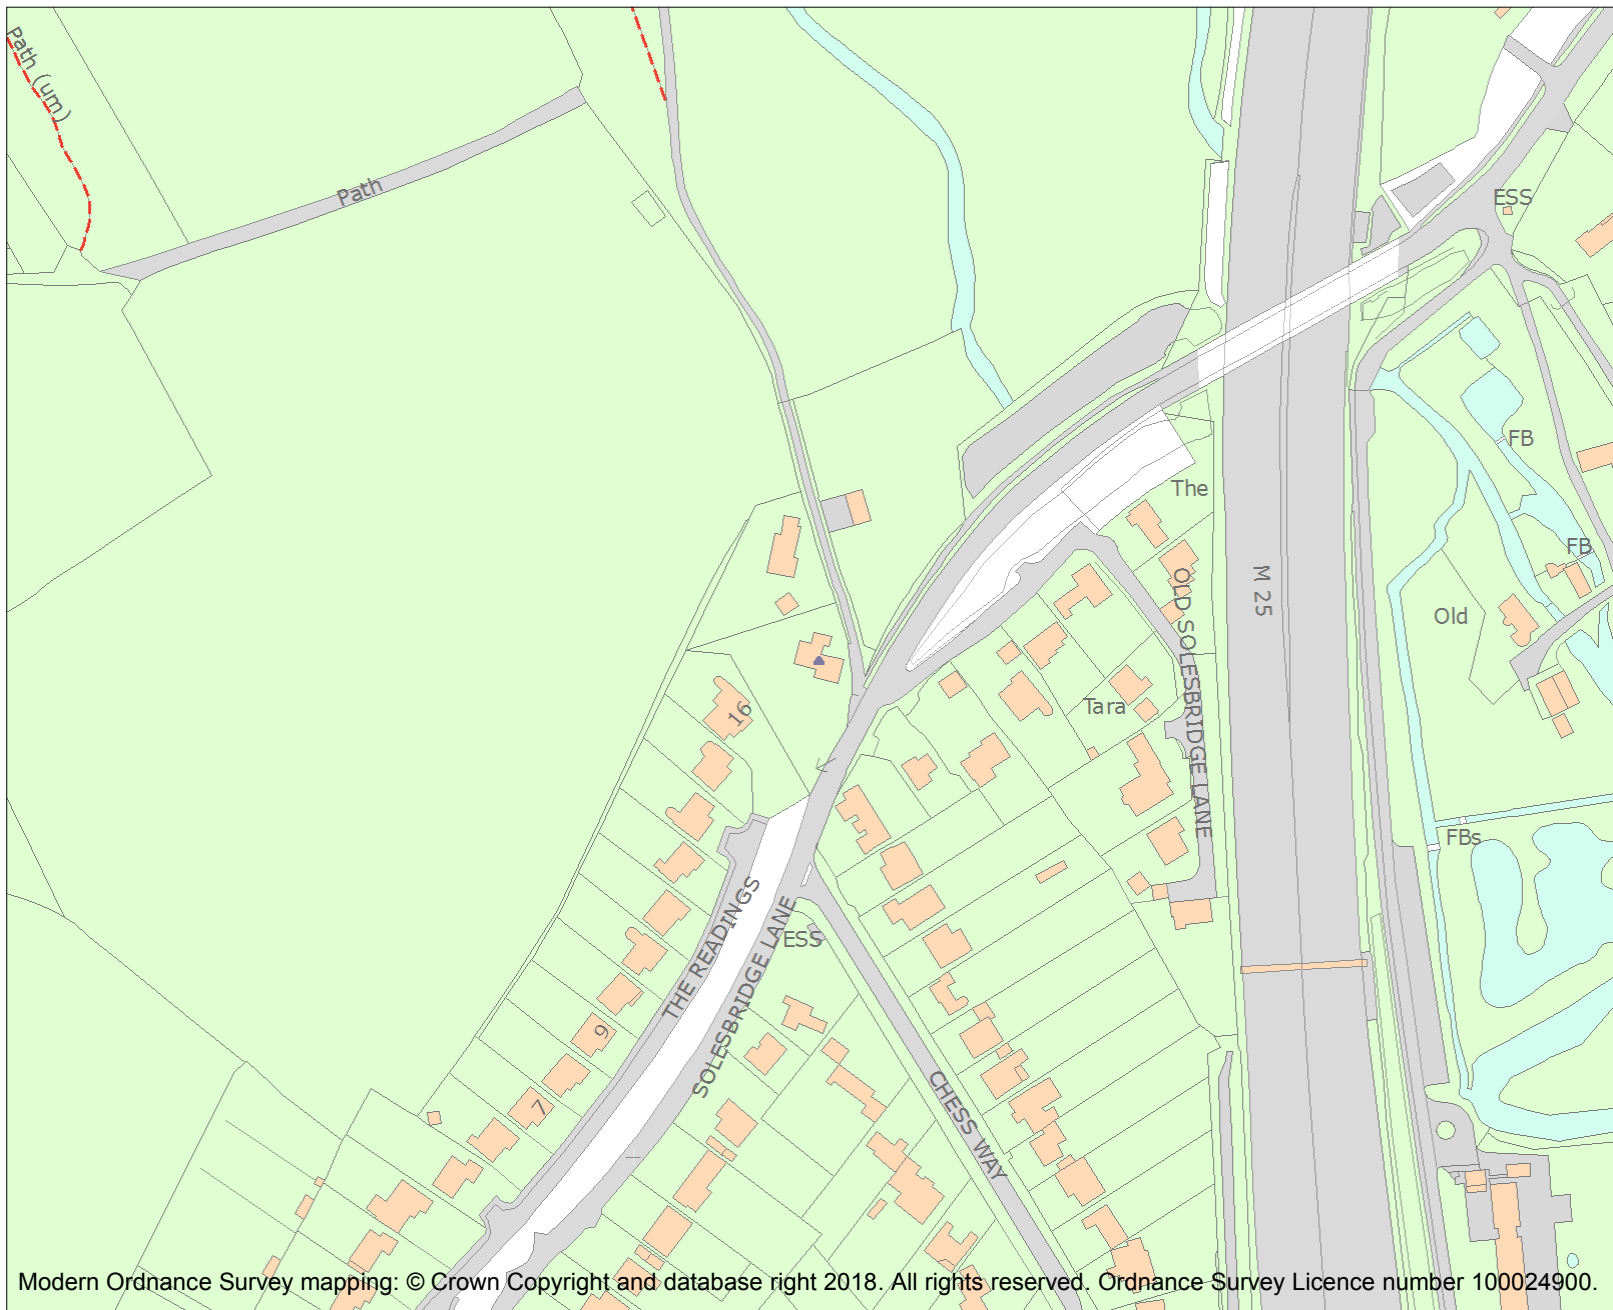 Path (um)
Path
ESS
FB
The
FB
M 25
OLD SOLESBRIDGE LANE
Old
Tara
16
FBs
THE READINGS
SOLESBRIDGE LANE
ESS
9
7
CHESS WAY
Modern Ordnance Survey mapping: © Crown Copyright and database right 2018. All rights reserved. Ordnance Survey Licence number 100024900.